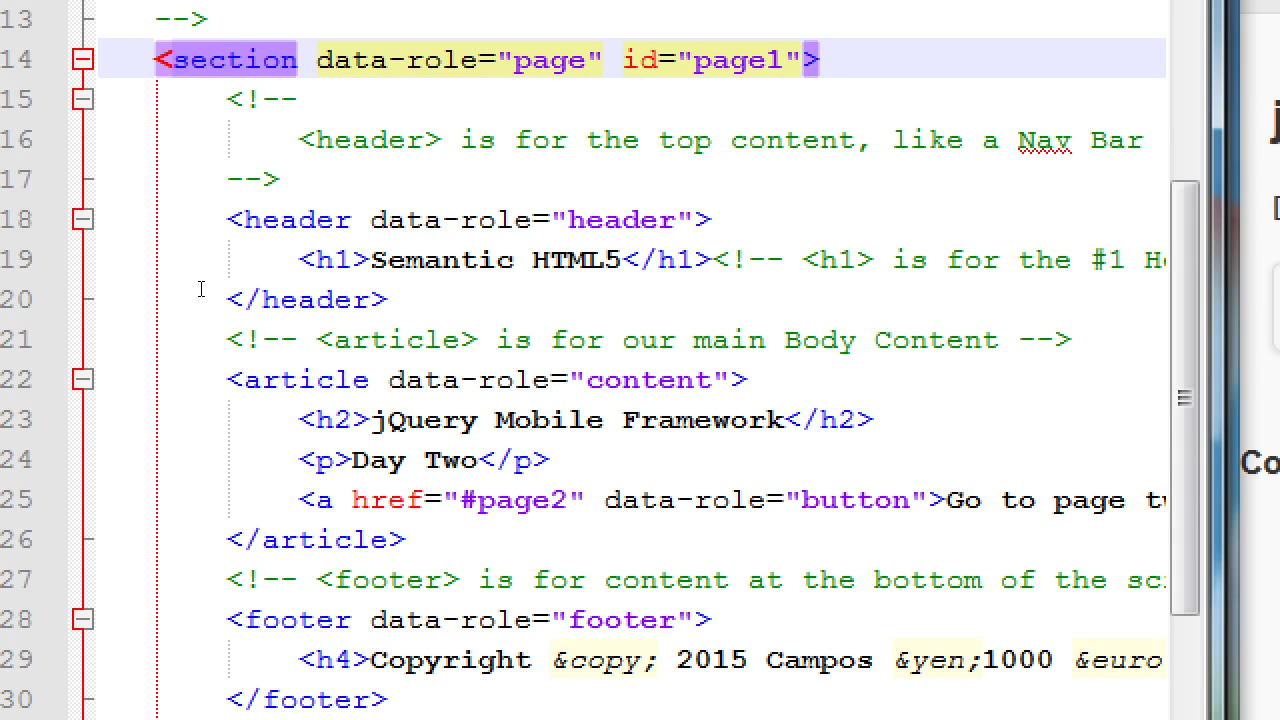 13 -->
14 <section data-role="page" id="page1">
15 <!--
16 <header> is for the top content, like a Nav Bar
17 -->
18 <header data-role="header">
19 <h1>Semantic HTML5</h1><!-- <h1> is for the #1
20 </header>
21 <!-- <article> is for our main Body Content -->
22 <article data-role="content">
23 <h2>jQuery Mobile Framework</h2>
24 <p>Day Two</p>
25 <a href="#page2" data-role="button">Go to page
26 </article>
27 <!-- <footer> is for content at the bottom of the
28 <footer data-role="footer">
29 <h4>Copyright &copy; 2015 Campos &yen;1000 &euro
30 </footer>
Co